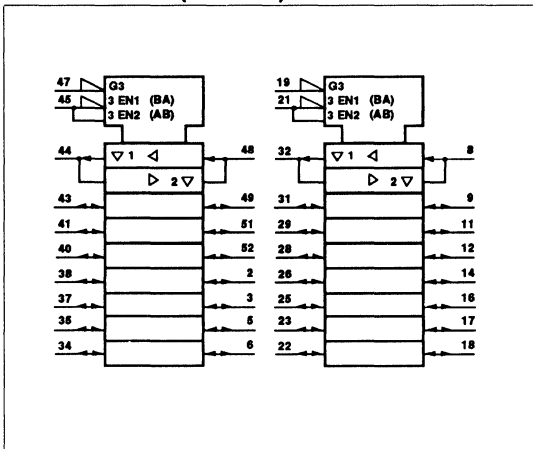 47 G3 19 G3
45 3 EN1 (BA) 21 3 EN1 (BA)
3 EN2 (AB) 3 EN2 (AB)
44 ▽ 1 ◁ 48 32 ▽ 1 ◁ 8
▷ 2 ▽ ▷ 2 ▽
43 49 31 9
41 51 29 11
40 52 28 12
38 2 26 14
37 3 25 16
35 5 23 17
34 6 22 18